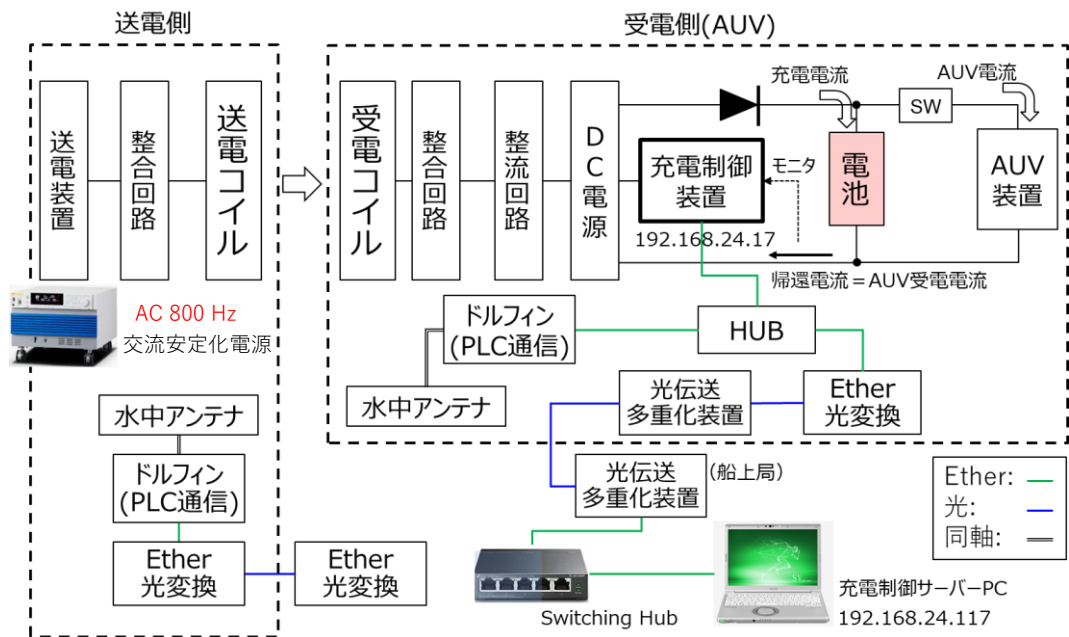 送電側
送電装置
整合回路
送電コイル
AC 800 Hz
交流安定化電源
水中アンテナ
ドルフィン
(PLC通信)
Ether
光変換
Ether
光変換
受電側(AUV)
受電コイル
整合回路
整流回路
DC電源
充電制御
装置
192.168.24.17
モニタ
充電電流
電池
SW
AUV電流
AUV
装置
帰還電流＝AUV受電電流
ドルフィン
(PLC通信)
HUB
水中アンテナ
光伝送
多重化装置
Ether
光変換
光伝送
多重化装置
(船上局)
Switching Hub
充電制御サーバーPC
192.168.24.117
Ether:
光:
同軸: